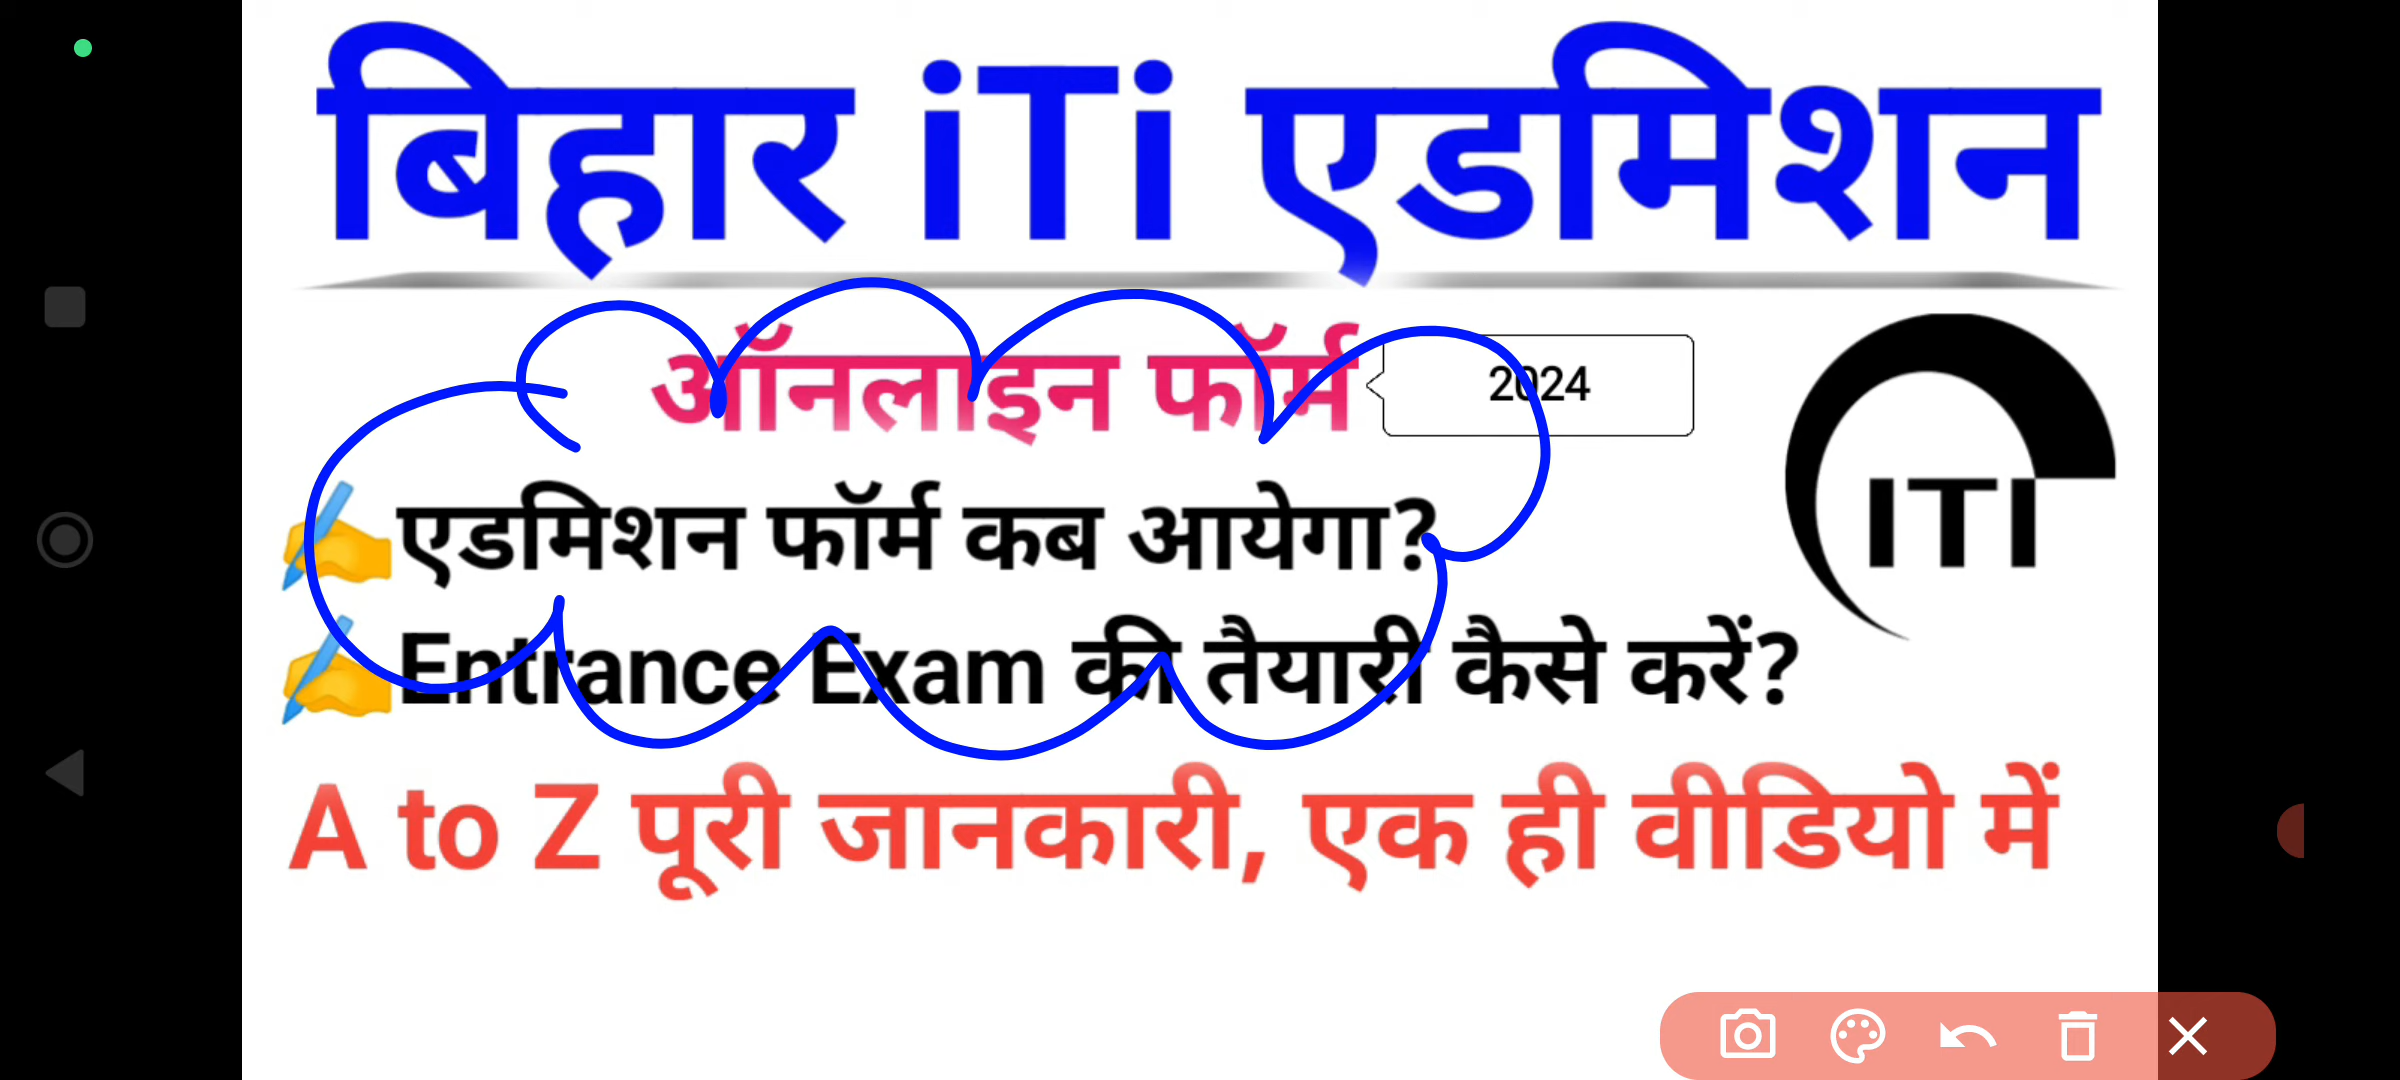 बिहार iTi एडमिशन
ऑनलाइन फॉर्म 2024
ITI
✍️एडमिशन फॉर्म कब आयेगा?
✍️Entrance Exam की तैयारी कैसे करें?
A to Z पूरी जानकारी, एक ही वीडियो में